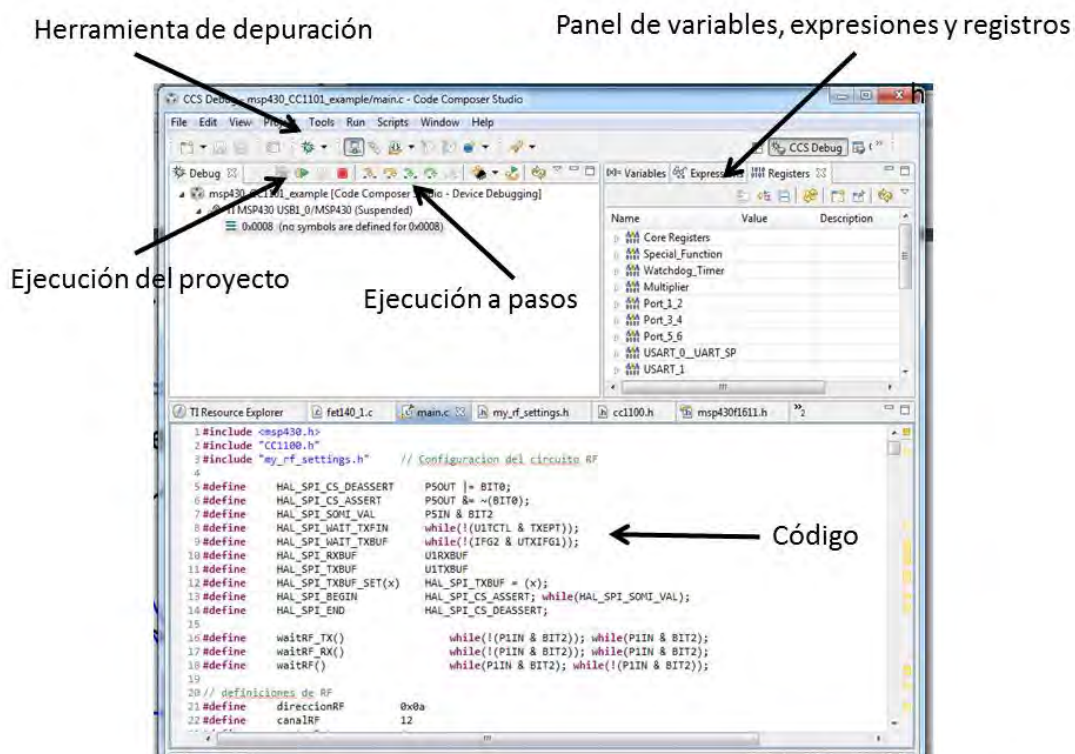 Herramienta de depuración
Panel de variables, expresiones y registros
h
CCS Debug - msp430_CC1101_example/main.c - Code Composer Studio
File Edit View Project Tools Run Scripts Window Help
CCS Debug
Debug
(x)= Variables Expressions Registers
msp430_CC1101_example [Code Composer Studio - Device Debugging]
TI MSP430 USB1_0/MSP430 (Suspended)
0x0008 (no symbols are defined for 0x0008)
Name Value Description
Core Registers
Special_Function
Watchdog_Timer
Multiplier
Port_1_2
Port_3_4
Port_5_6
USART_0__UART_SP
USART_1
Ejecución del proyecto
Ejecución a pasos
TI Resource Explorer fet140_1.c main.c my_rf_settings.h cc1100.h msp430f1611.h »2
1 #include <msp430.h>
2 #include "CC1100.h"
3 #include "my_rf_settings.h" // Configuracion del circuito RF
4
5 #define HAL_SPI_CS_DEASSERT P5OUT |= BIT0;
6 #define HAL_SPI_CS_ASSERT P5OUT &= ~(BIT0);
7 #define HAL_SPI_SOMI_VAL P5IN & BIT2
8 #define HAL_SPI_WAIT_TXFIN while(!(U1TCTL & TXEPT));
9 #define HAL_SPI_WAIT_TXBUF while(!(IFG2 & UTXIFG1));
10 #define HAL_SPI_RXBUF U1RXBUF
11 #define HAL_SPI_TXBUF U1TXBUF
12 #define HAL_SPI_TXBUF_SET(x) HAL_SPI_TXBUF = (x);
13 #define HAL_SPI_BEGIN HAL_SPI_CS_ASSERT; while(HAL_SPI_SOMI_VAL);
14 #define HAL_SPI_END HAL_SPI_CS_DEASSERT;
15
16 #define waitRF_TX() while(!(P1IN & BIT2)); while(P1IN & BIT2);
17 #define waitRF_RX() while(!(P1IN & BIT2)); while(P1IN & BIT2);
18 #define waitRF() while(P1IN & BIT2); while(!(P1IN & BIT2));
19
20 // definiciones de RF
21 #define direccionRF 0x0a
22 #define canalRF 12
Código